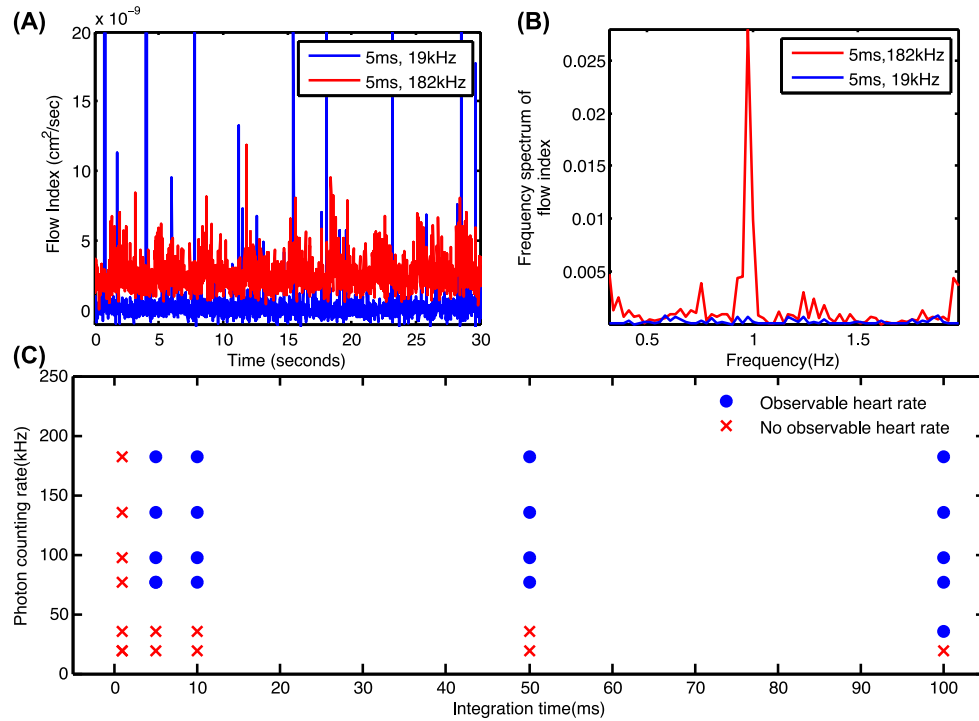 (A)
x 10⁻⁹
20
15
10
5
0
Flow Index (cm²/sec)
5ms, 19kHz
5ms, 182kHz
0 5 10 15 20 25 30
Time (seconds)
(B)
0.025
0.02
0.015
0.01
0.005
Frequency spectrum of
flow index
5ms,182kHz
5ms, 19kHz
0.5 1 1.5
Frequency(Hz)
(C)
250
200
150
100
50
0
Photon counting rate(kHz)
Observable heart rate
No observable heart rate
0 10 20 30 40 50 60 70 80 90 100
Integration time(ms)